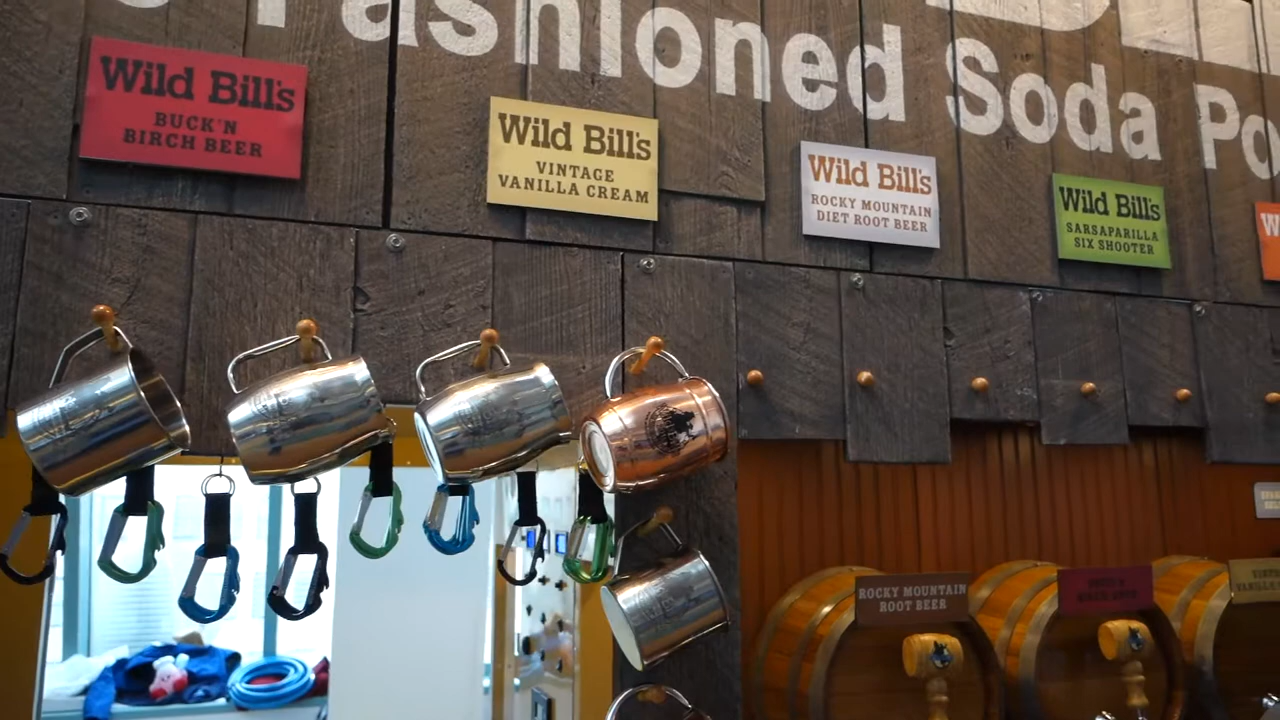 Fashioned Soda Po
Wild Bill's
BUCK'N
BIRCH BEER
Wild Bill's
VINTAGE
VANILLA CREAM
Wild Bill's
ROCKY MOUNTAIN
DIET ROOT BEER
Wild Bill's
SARSAPARILLA
SIX SHOOTER
W
ROCKY MOUNTAIN
ROOT BEER